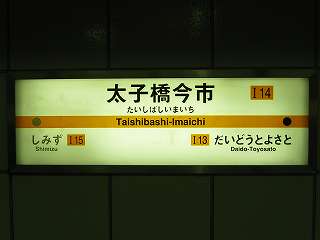 太子橋今市 I14
たいしばしいまいち
Taishibashi-Imaichi
しみず I15 I13 だいどうとよさと
Shimizu Daido-Toyosato